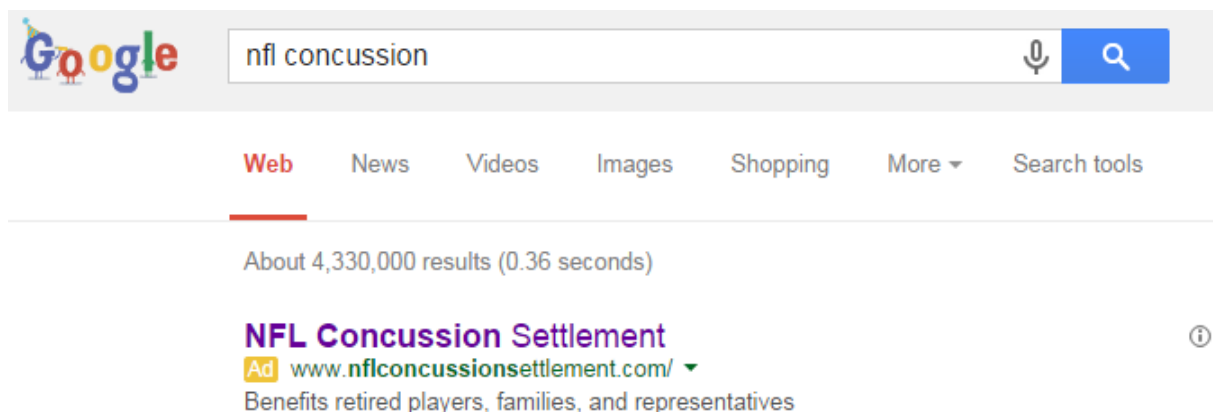 Google
nfl concussion
Web News Videos Images Shopping More Search tools
About 4,330,000 results (0.36 seconds)
NFL Concussion Settlement
Ad www.nflconcussionsettlement.com/
Benefits retired players, families, and representatives